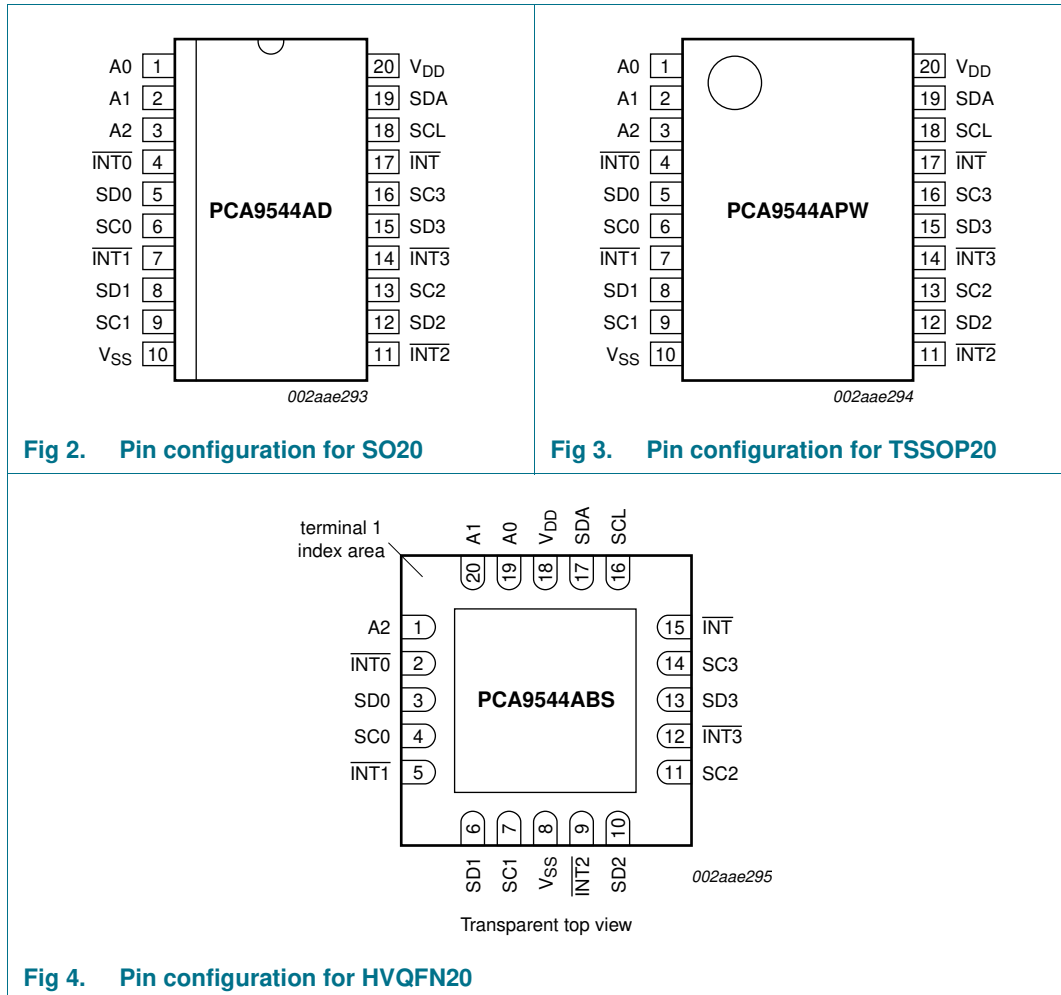 A0 1 20 VDD
A1 2 19 SDA
A2 3 18 SCL
INT0 4 17 INT
SD0 5 16 SC3
SC0 6 PCA9544AD 15 SD3
INT1 7 14 INT3
SD1 8 13 SC2
SC1 9 12 SD2
VSS 10 11 INT2
002aae293
Fig 2. Pin configuration for SO20
A0 1 20 VDD
A1 2 19 SDA
A2 3 18 SCL
INT0 4 17 INT
SD0 5 16 SC3
SC0 6 PCA9544APW 15 SD3
INT1 7 14 INT3
SD1 8 13 SC2
SC1 9 12 SD2
VSS 10 11 INT2
002aae294
Fig 3. Pin configuration for TSSOP20
terminal 1
index area
A1 A0 VDD SDA SCL
20 19 18 17 16
A2 1 15 INT
INT0 2 14 SC3
SD0 3 PCA9544ABS 13 SD3
SC0 4 12 INT3
INT1 5 11 SC2
6 7 8 9 10
SD1 SC1 VSS INT2 SD2
002aae295
Transparent top view
Fig 4. Pin configuration for HVQFN20